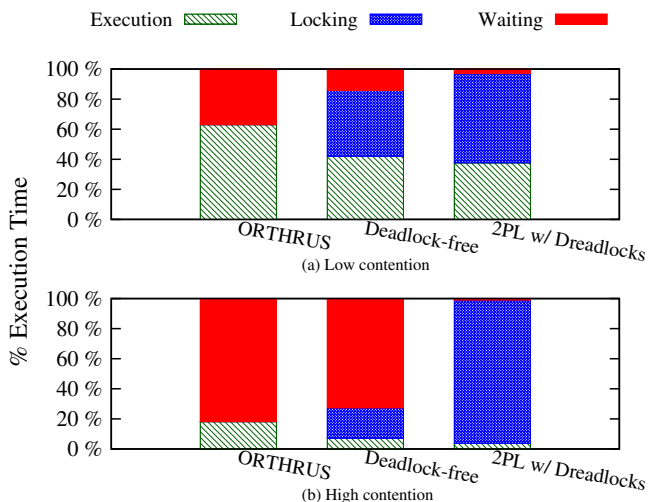 Execution Locking Waiting
% Execution Time
100 %
80 %
60 %
40 %
20 %
0 %
ORTHRUS Deadlock-free 2PL w/ Dreadlocks
(a) Low contention
100 %
80 %
60 %
40 %
20 %
0 %
ORTHRUS Deadlock-free 2PL w/ Dreadlocks
(b) High contention